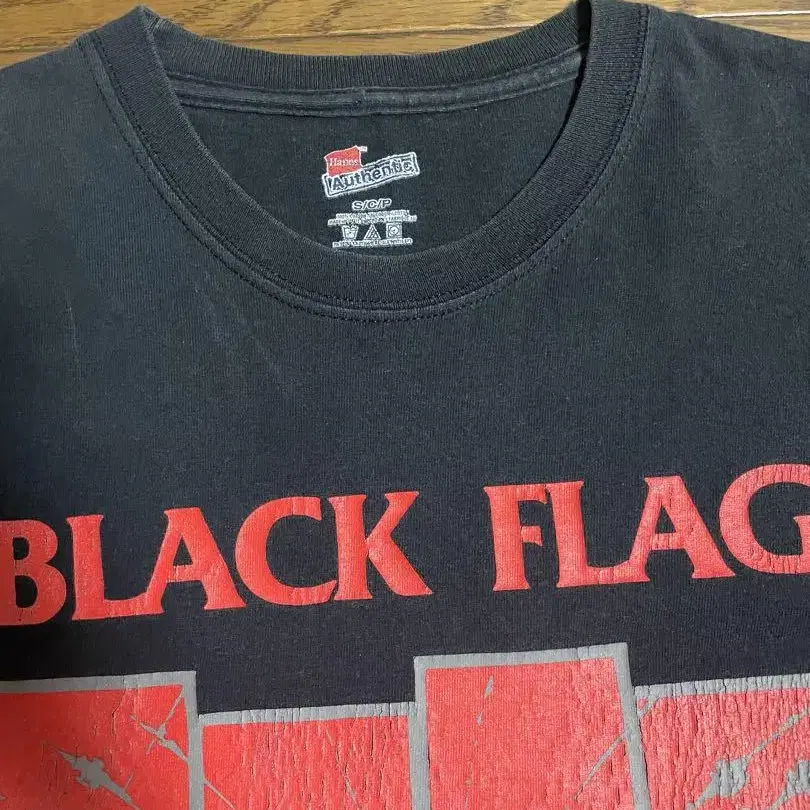 Hanes
Authentic
S/C/P
BLACK FLAG